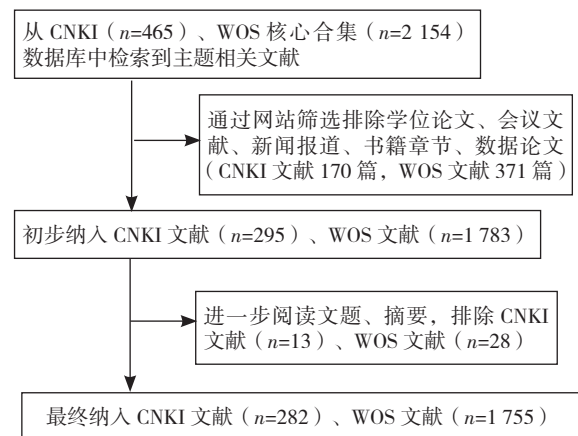 从 CNKI（n=465）、WOS 核心合集（n=2 154）
数据库中检索到主题相关文献
通过网站筛选排除学位论文、会议文
献、新闻报道、书籍章节、数据论文
（CNKI 文献 170 篇，WOS 文献 371 篇）
初步纳入 CNKI 文献（n=295）、WOS 文献（n=1 783）
进一步阅读文题、摘要，排除 CNKI
文献（n=13）、WOS 文献（n=28）
最终纳入 CNKI 文献（n=282）、WOS 文献（n=1 755）